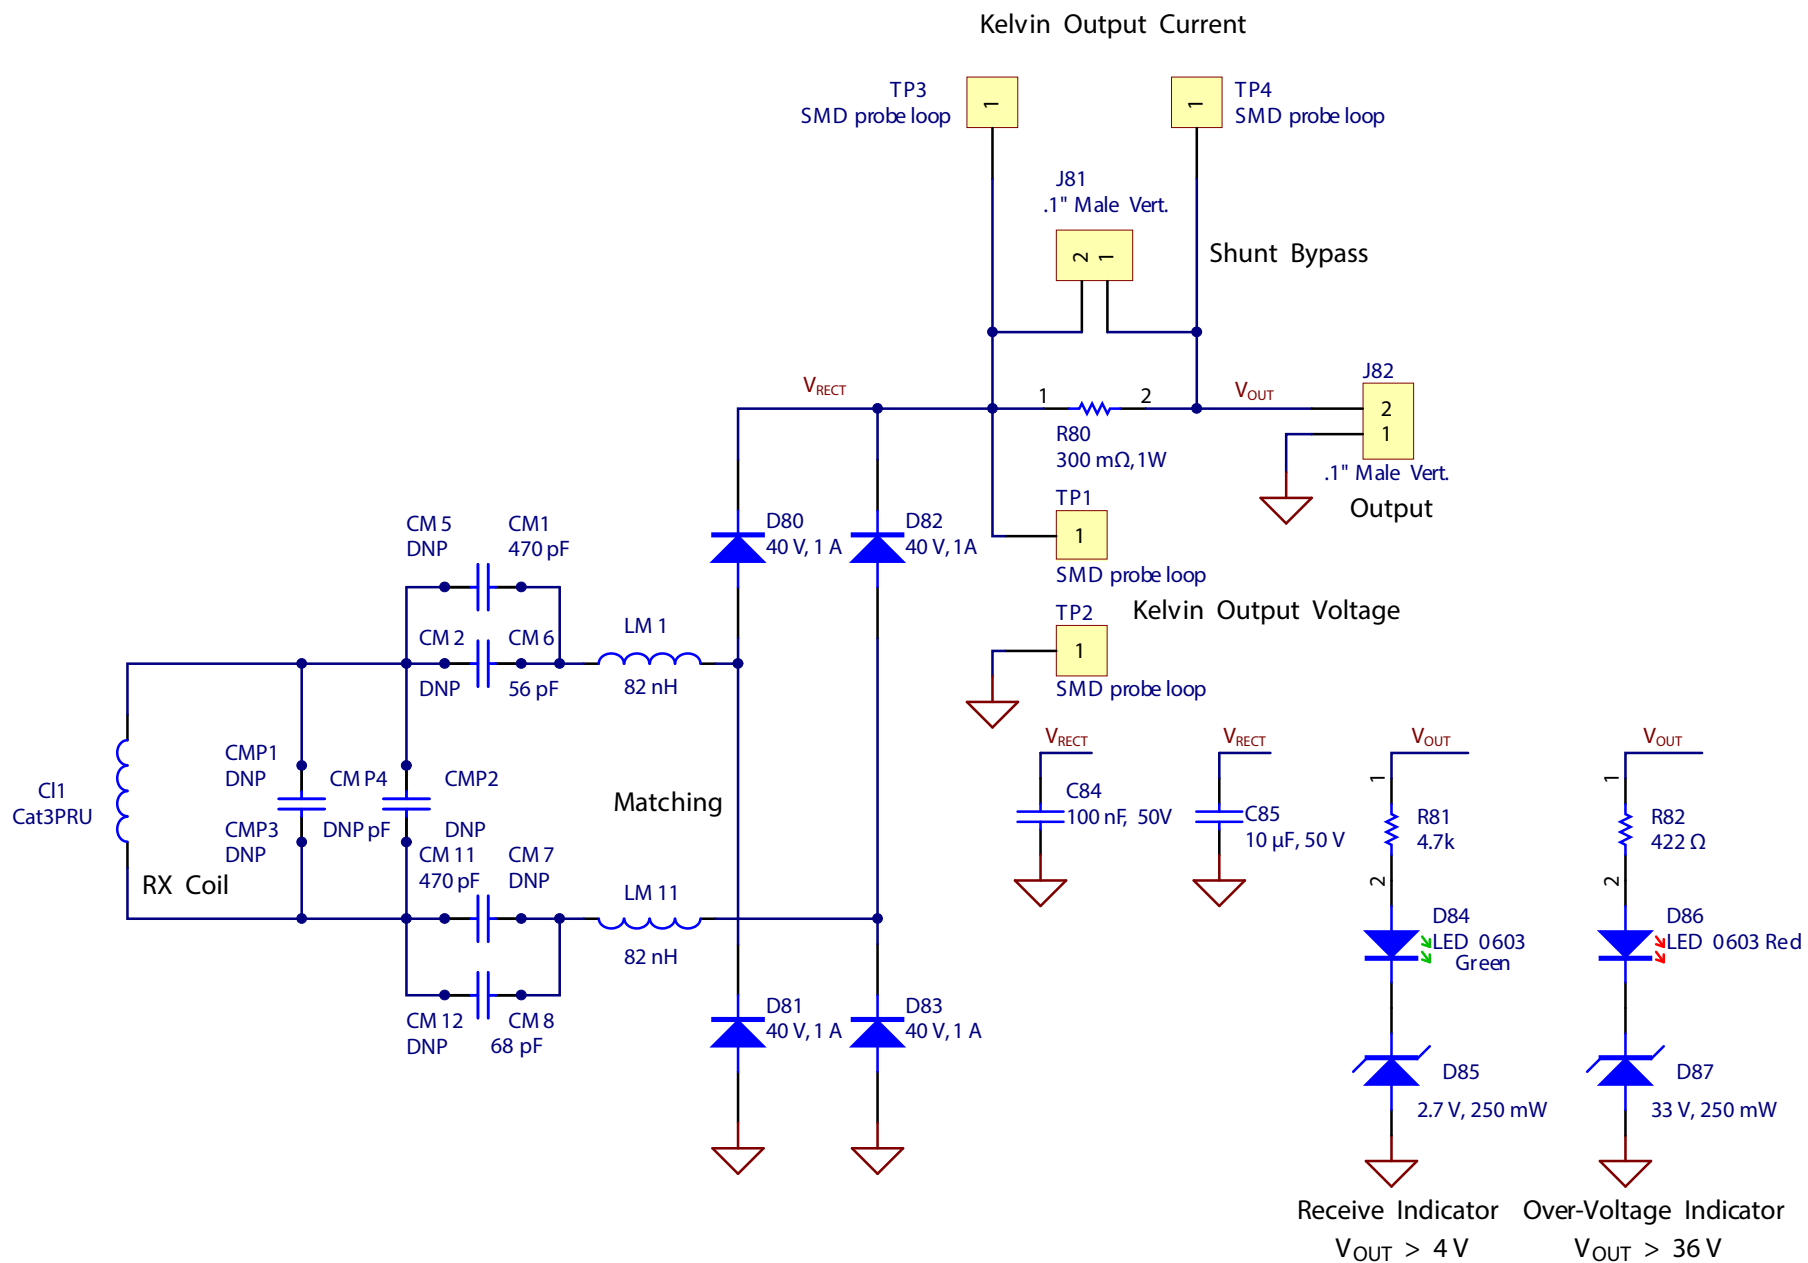 Kelvin Output Current
TP3
SMD probe loop
1
1
TP4
SMD probe loop
J81
.1" Male Vert.
2 1
Shunt Bypass
VRECT
1
2
R80
300 mΩ, 1W
VOUT
J82
2
1
.1" Male Vert.
Output
TP1
1
SMD probe loop
Kelvin Output Voltage
TP2
1
SMD probe loop
D80
40 V, 1 A
D82
40 V, 1A
CM 5
DNP
CM1
470 pF
CM 2
DNP
CM 6
56 pF
LM 1
82 nH
Cl1
Cat3PRU
RX Coil
CMP1
DNP
CMP3
DNP
CM P4
DNP pF
CMP2
DNP
Matching
CM 11
470 pF
CM 7
DNP
LM 11
82 nH
CM 12
DNP
CM 8
68 pF
D81
40 V, 1 A
D83
40 V, 1 A
VRECT
C84
100 nF, 50V
VRECT
C85
10 µF, 50 V
VOUT
1
R81
4.7k
2
D84
LED 0603
Green
D85
2.7 V, 250 mW
Receive Indicator
VOUT > 4 V
VOUT
1
R82
422 Ω
2
D86
LED 0603 Red
D87
33 V, 250 mW
Over-Voltage Indicator
VOUT > 36 V